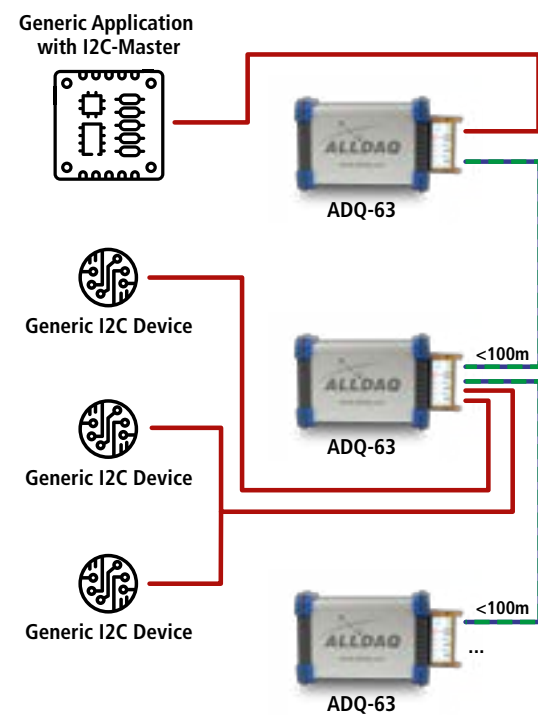 Generic Application
with I2C-Master
ALLDAQ
ADQ-63
Generic I2C Device
<100m
ALLDAQ
ADQ-63
Generic I2C Device
Generic I2C Device
<100m
ALLDAQ
...
ADQ-63